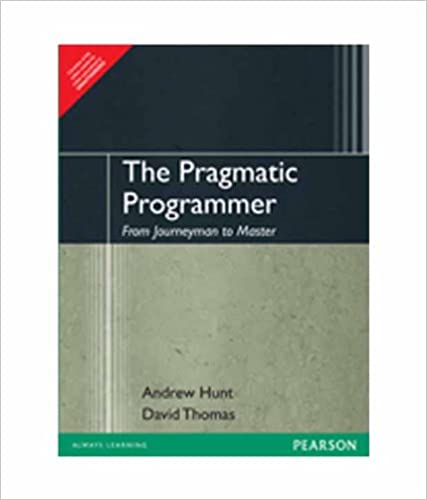 The Pragmatic
Programmer
From Journeyman to Master
Andrew Hunt
David Thomas
ALWAYS LEARNING
PEARSON